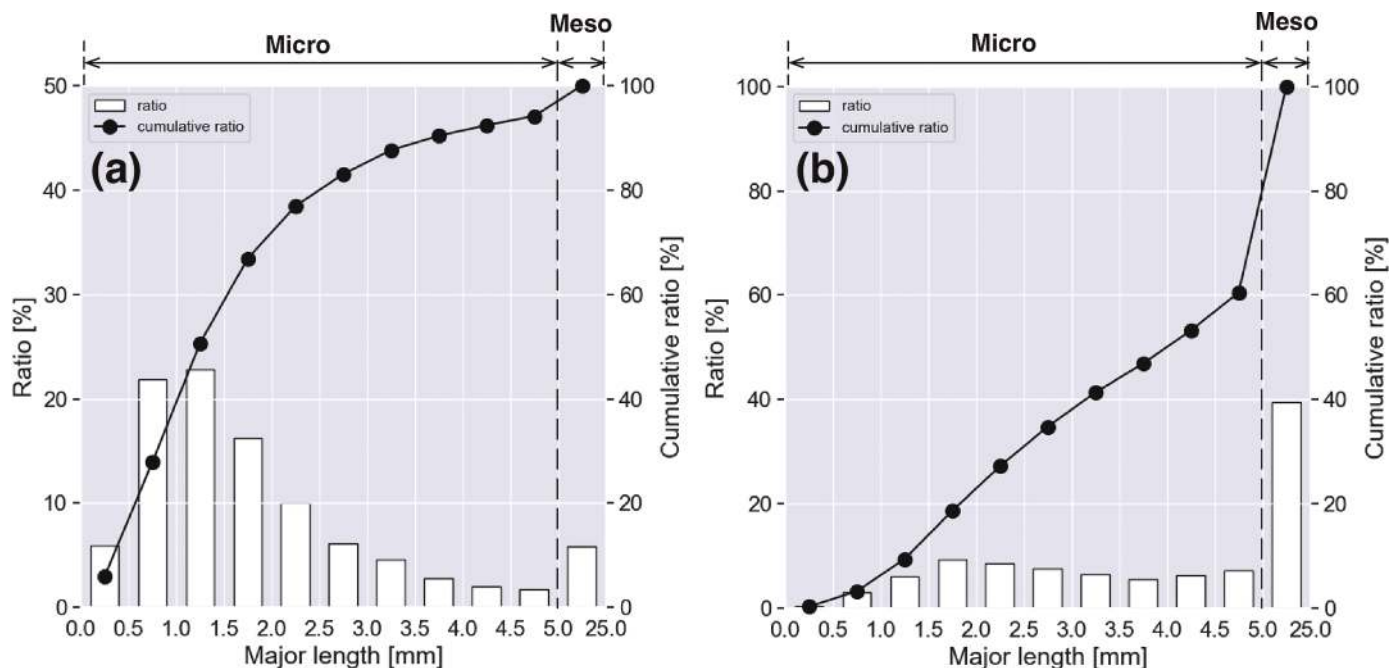 Micro Meso
50 100
ratio
cumulative ratio
(a)
40 80
30 60
20 40
10 20
0 0
Ratio [%]
Cumulative ratio [%]
0.0 0.5 1.0 1.5 2.0 2.5 3.0 3.5 4.0 4.5 5.0 25.0
Major length [mm]
Micro Meso
100 100
ratio
cumulative ratio
(b)
80 80
60 60
40 40
20 20
0 0
Ratio [%]
Cumulative ratio [%]
0.0 0.5 1.0 1.5 2.0 2.5 3.0 3.5 4.0 4.5 5.0 25.0
Major length [mm]